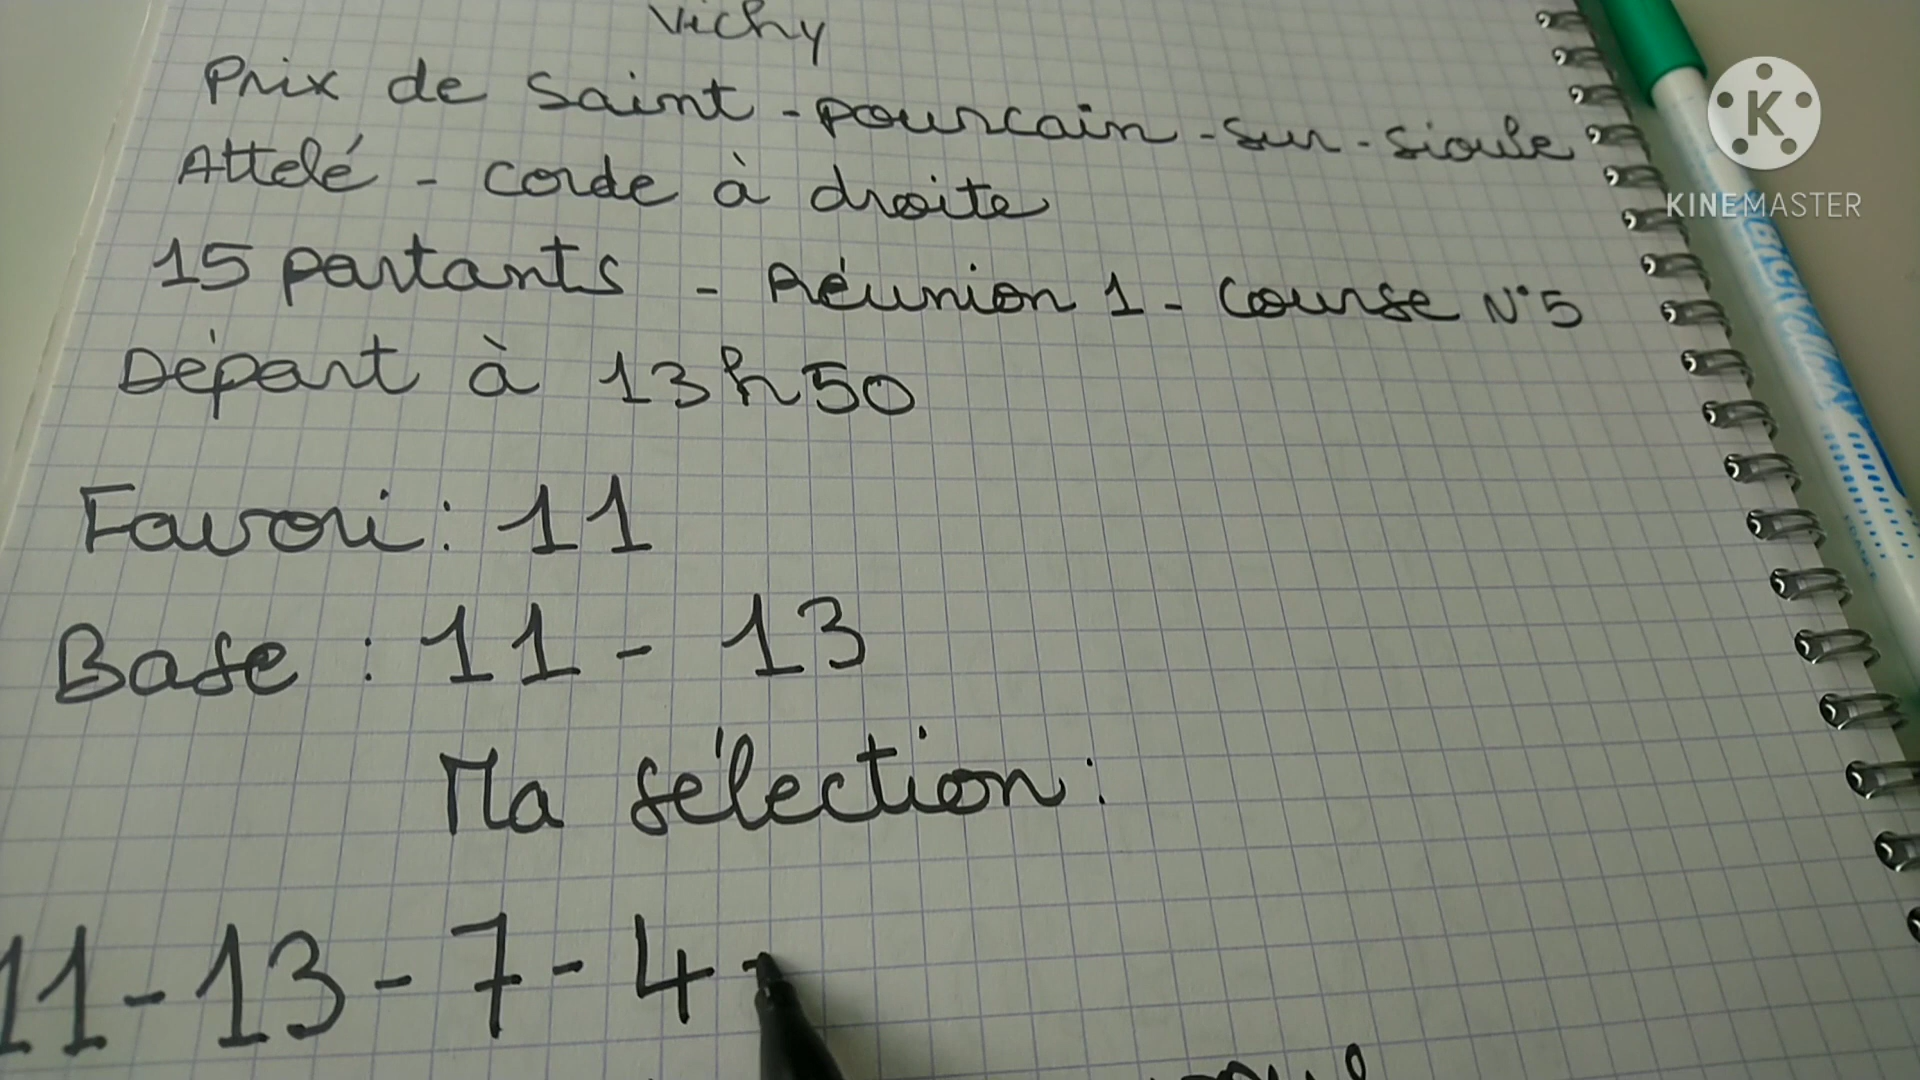 Vichy
Prix de Saint-pourcain-sur-sioule
Attelé - corde à droite
15 partants - Réunion 1 - Course N°5
Départ à 13h50
Favori : 11
Base : 11 - 13
Ma sélection :
11 - 13 - 7 - 4 -
K
KINEMASTER